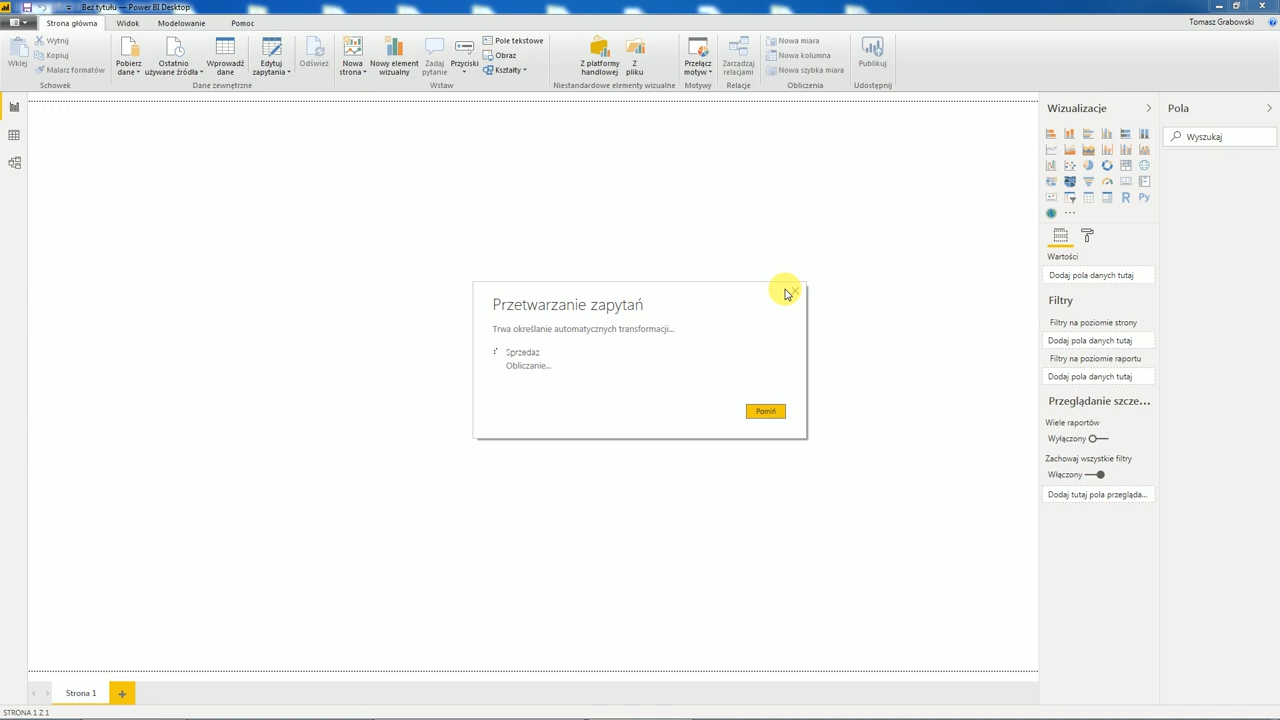 Bez tytułu — Power BI Desktop
Strona główna
Widok
Modelowanie
Pomoc
Tomasz Grabowski
Wklej
Wytnij
Kopiuj
Malarz formatów
Schowek
Pobierz dane
Ostatnio używane źródła
Wprowadź dane
Edytuj zapytania
Odśwież
Dane zewnętrzne
Nowa strona
Nowy element wizualny
Zadaj pytanie
Przyciski
Pole tekstowe
Obraz
Kształty
Wstaw
Z platformy handlowej
Z pliku
Niestandardowe elementy wizualne
Przełącz motyw
Motywy
Zarządzaj relacjami
Relacje
Nowa miara
Nowa kolumna
Nowa szybka miara
Obliczenia
Publikuj
Udostępnij
Przetwarzanie zapytań
Trwa określanie automatycznych transformacji...
Sprzedaz
Obliczanie...
Pomiń
Wizualizacje
R
Py
Wartości
Dodaj pola danych tutaj
Filtry
Filtry na poziomie strony
Dodaj pola danych tutaj
Filtry na poziomie raportu
Dodaj pola danych tutaj
Przeglądanie szcze...
Wiele raportów
Wyłączony
Zachowaj wszystkie filtry
Włączony
Dodaj tutaj pola przegląda...
Pola
Wyszukaj
Strona 1
STRONA 1 Z 1